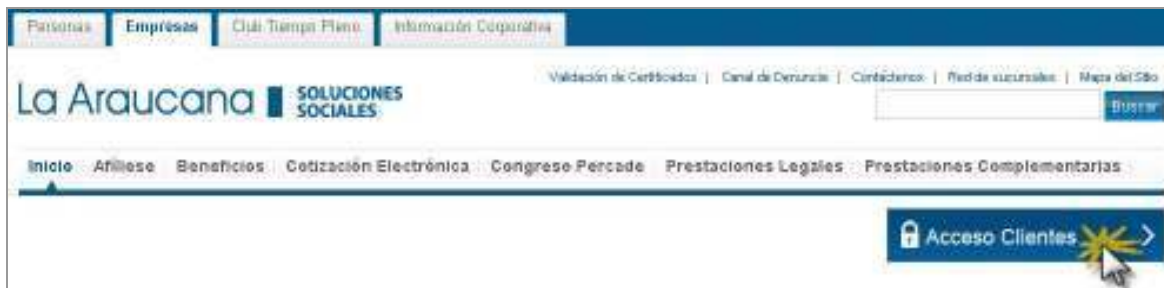 Personas Empresas Club Tiempo Pleno Información Corporativa
Validación de Certificados | Canal de Denuncia | Contáctenos | Red de sucursales | Mapa del Sitio
La Araucana SOLUCIONES
SOCIALES
Buscar
Inicio Afíliese Beneficios Cotización Electrónica Congreso Percade Prestaciones Legales Prestaciones Complementarias
Acceso Clientes